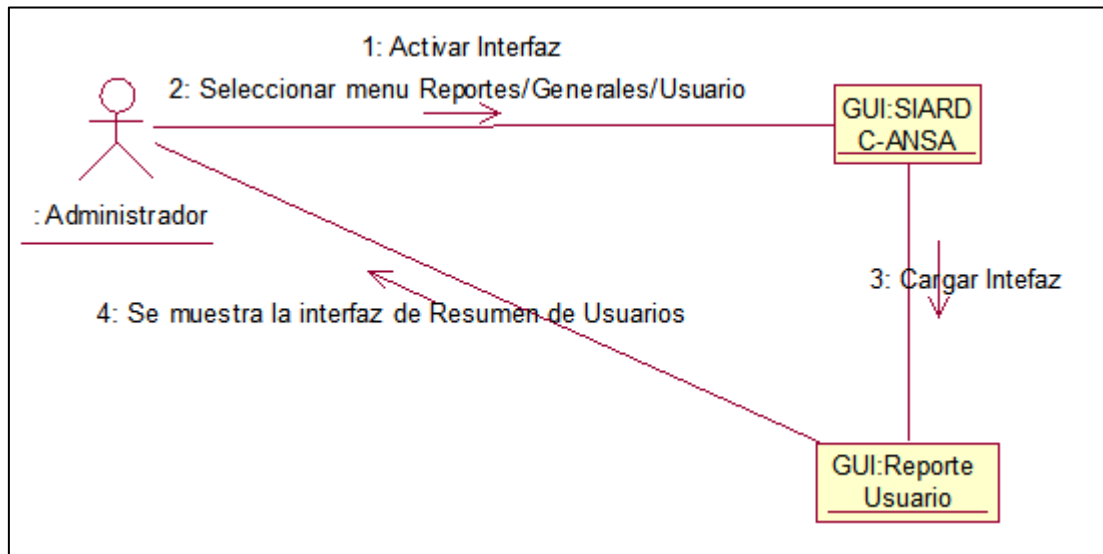 1: Activar Interfaz
2: Seleccionar menu Reportes/Generales/Usuario
GUI:SIARD
C-ANSA
: Administrador
3: Cargar Intefaz
4: Se muestra la interfaz de Resumen de Usuarios
GUI:Reporte
Usuario